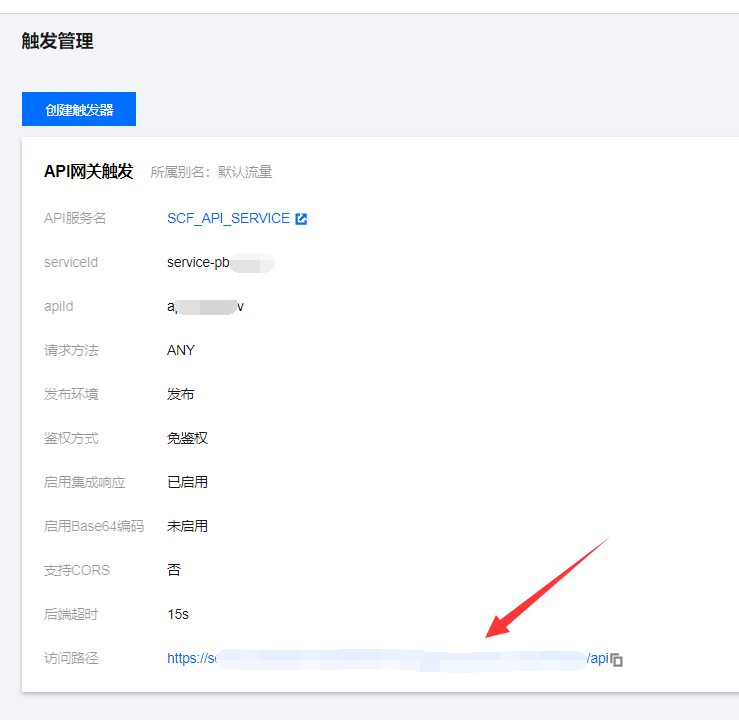 触发管理
创建触发器
API网关触发 所属别名：默认流量
API服务名 SCF_API_SERVICE
serviceId service-pb
apiId
请求方法 ANY
发布环境 发布
鉴权方式 免鉴权
启用集成响应 已启用
启用Base64编码 未启用
支持CORS 否
后端超时 15s
访问路径 https://se /api